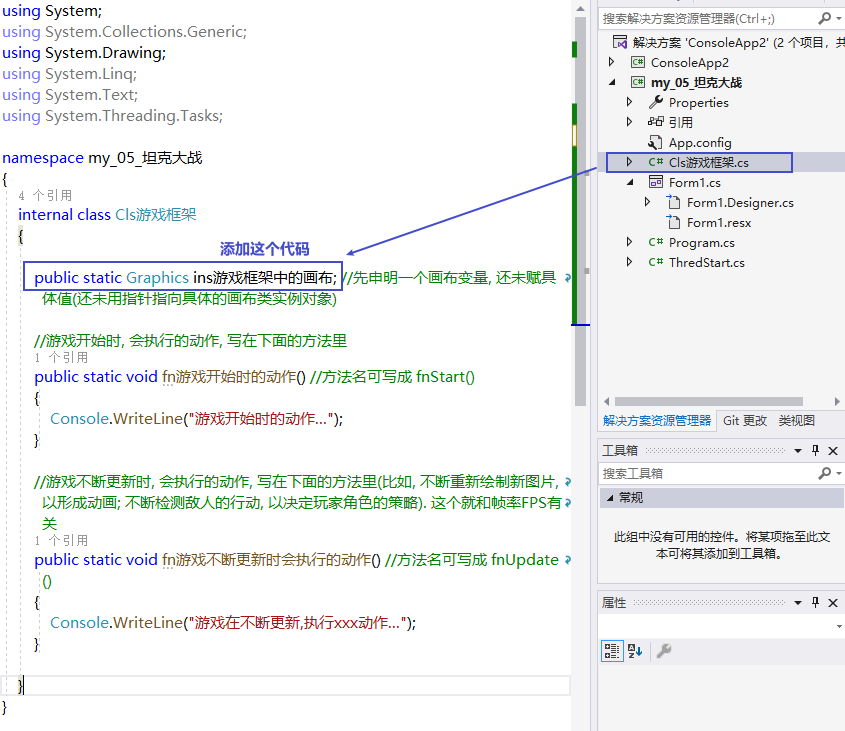 using System;
using System.Collections.Generic;
using System.Drawing;
using System.Linq;
using System.Text;
using System.Threading.Tasks;
namespace my_05_坦克大战
{
4 个引用
internal class Cls游戏框架
{
添加这个代码
public static Graphics ins游戏框架中的画布; //先申明一个画布变量, 还未赋具
体值(还未用指针指向具体的画布类实例对象)
//游戏开始时, 会执行的动作, 写在下面的方法里
1 个引用
public static void fn游戏开始时的动作() //方法名可写成 fnStart()
{
Console.WriteLine("游戏开始时的动作...");
}
//游戏不断更新时, 会执行的动作, 写在下面的方法里(比如, 不断重新绘制新图片,
以形成动画; 不断检测敌人的行动, 以决定玩家角色的策略). 这个就和帧率FPS有
关
1 个引用
public static void fn游戏不断更新时会执行的动作() //方法名可写成 fnUpdate
()
{
Console.WriteLine("游戏在不断更新,执行xxx动作...");
}
}
}
搜索解决方案资源管理器(Ctrl+;)
解决方案 'ConsoleApp2' (2 个项目, 共
C# ConsoleApp2
C# my_05_坦克大战
Properties
引用
App.config
C# Cls游戏框架.cs
Form1.cs
Form1.Designer.cs
Form1.resx
C# Program.cs
C# ThredStart.cs
解决方案资源管理器 Git 更改 类视图
工具箱
搜索工具箱
常规
此组中没有可用的控件。将某项拖至此文
本可将其添加到工具箱。
属性